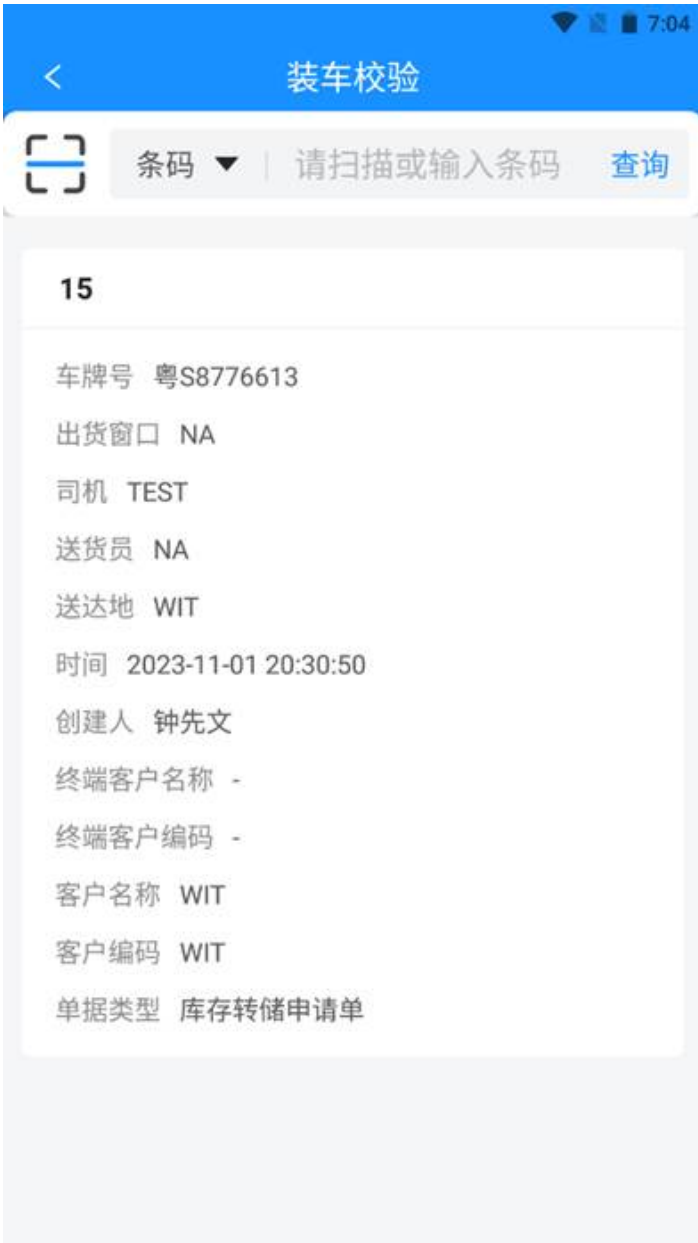 7:04
装车校验
条码 请扫描或输入条码 查询
15
车牌号 粤S8776613
出货窗口 NA
司机 TEST
送货员 NA
送达地 WIT
时间 2023-11-01 20:30:50
创建人 钟先文
终端客户名称 -
终端客户编码 -
客户名称 WIT
客户编码 WIT
单据类型 库存转储申请单